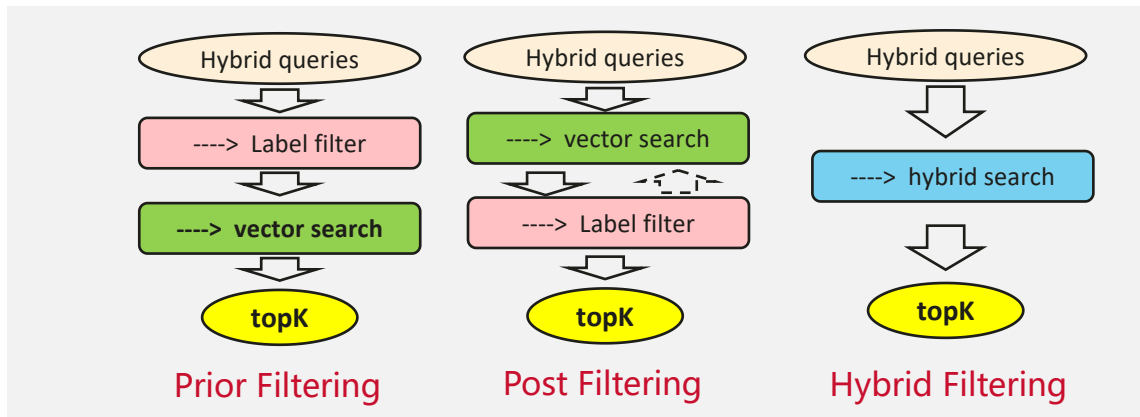 Hybrid queries
----> Label filter
----> vector search
topK
Prior Filtering
Hybrid queries
----> vector search
----> Label filter
topK
Post Filtering
Hybrid queries
----> hybrid search
topK
Hybrid Filtering